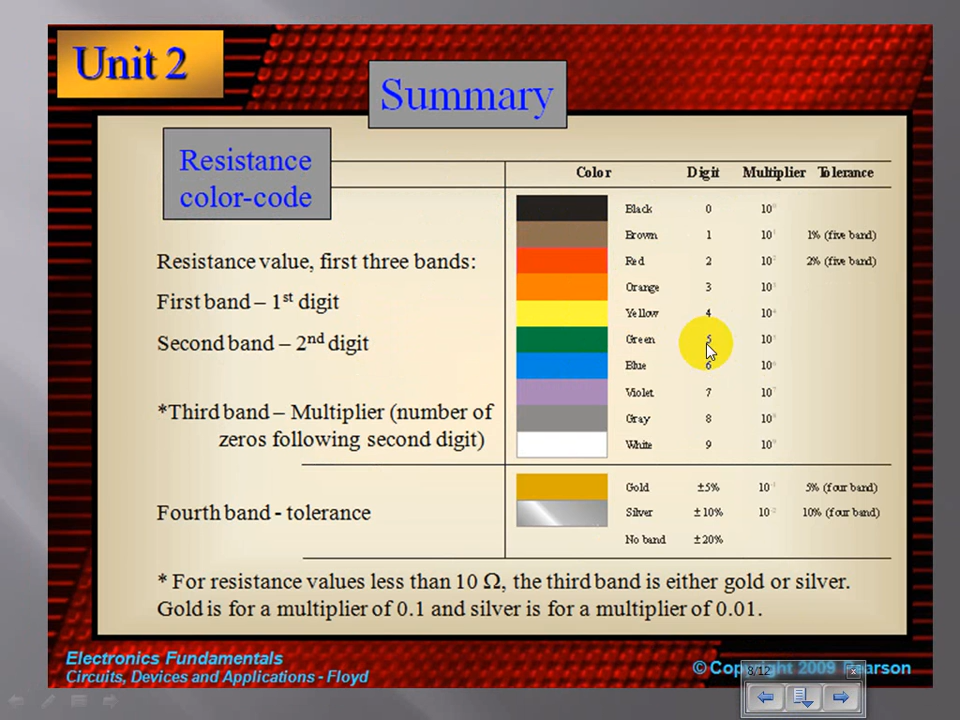 Unit 2
Summary
Resistance
color-code
Color Digit Multiplier Tolerance
Black 0 10⁰
Brown 1 10¹ 1% (five band)
Red 2 10² 2% (five band)
Orange 3 10³
Yellow 4 10⁴
Green 5 10⁵
Blue 6 10⁶
Violet 7 10⁷
Gray 8 10⁸
White 9 10⁹
Resistance value, first three bands:
First band – 1st digit
Second band – 2nd digit
*Third band – Multiplier (number of
zeros following second digit)
Gold ±5% 10⁻¹ 5% (four band)
Silver ±10% 10⁻² 10% (four band)
No band ±20%
Fourth band - tolerance
* For resistance values less than 10 Ω, the third band is either gold or silver.
Gold is for a multiplier of 0.1 and silver is for a multiplier of 0.01.
Electronics Fundamentals
Circuits, Devices and Applications - Floyd
© Copyright 2009 Pearson
8/12